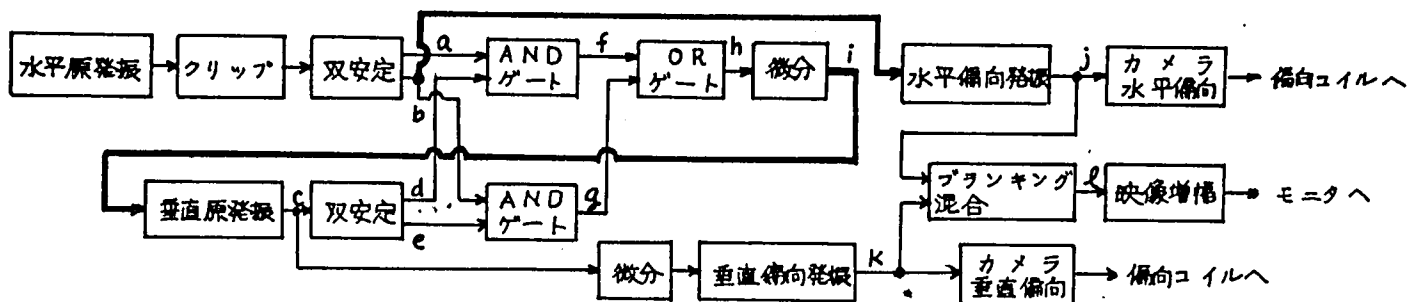 水平原発振
クリップ
双安定
a
b
AND
ゲート
f
OR
ゲート
h
微分
i
水平偏向発振
j
カメラ
水平偏向
偏向コイルへ
垂直原発振
c
双安定
d
e
AND
ゲート
g
ブランキング
混合
l
映像増幅
モニタへ
微分
垂直偏向発振
k
カメラ
垂直偏向
偏向コイルへ